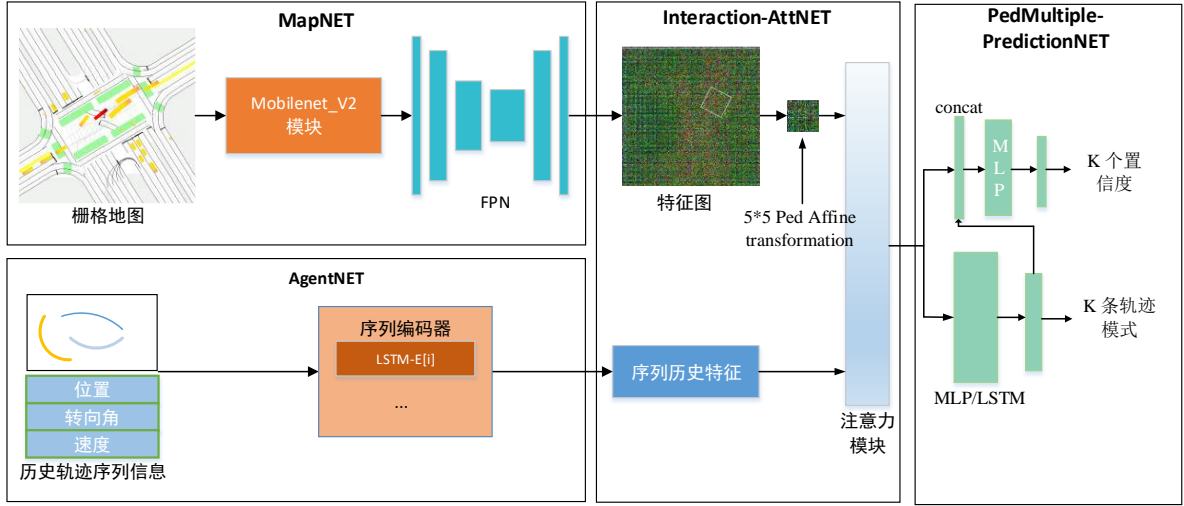 MapNET
Mobilenet_V2
模块
FPN
栅格地图
AgentNET
序列编码器
LSTM-E[i]
...
位置
转向角
速度
历史轨迹序列信息
Interaction-AttNET
特征图
5*5 Ped Affine
transformation
序列历史特征
注意力
模块
PedMultiple-
PredictionNET
concat
MLP
K 个置
信度
K 条轨迹
模式
MLP/LSTM